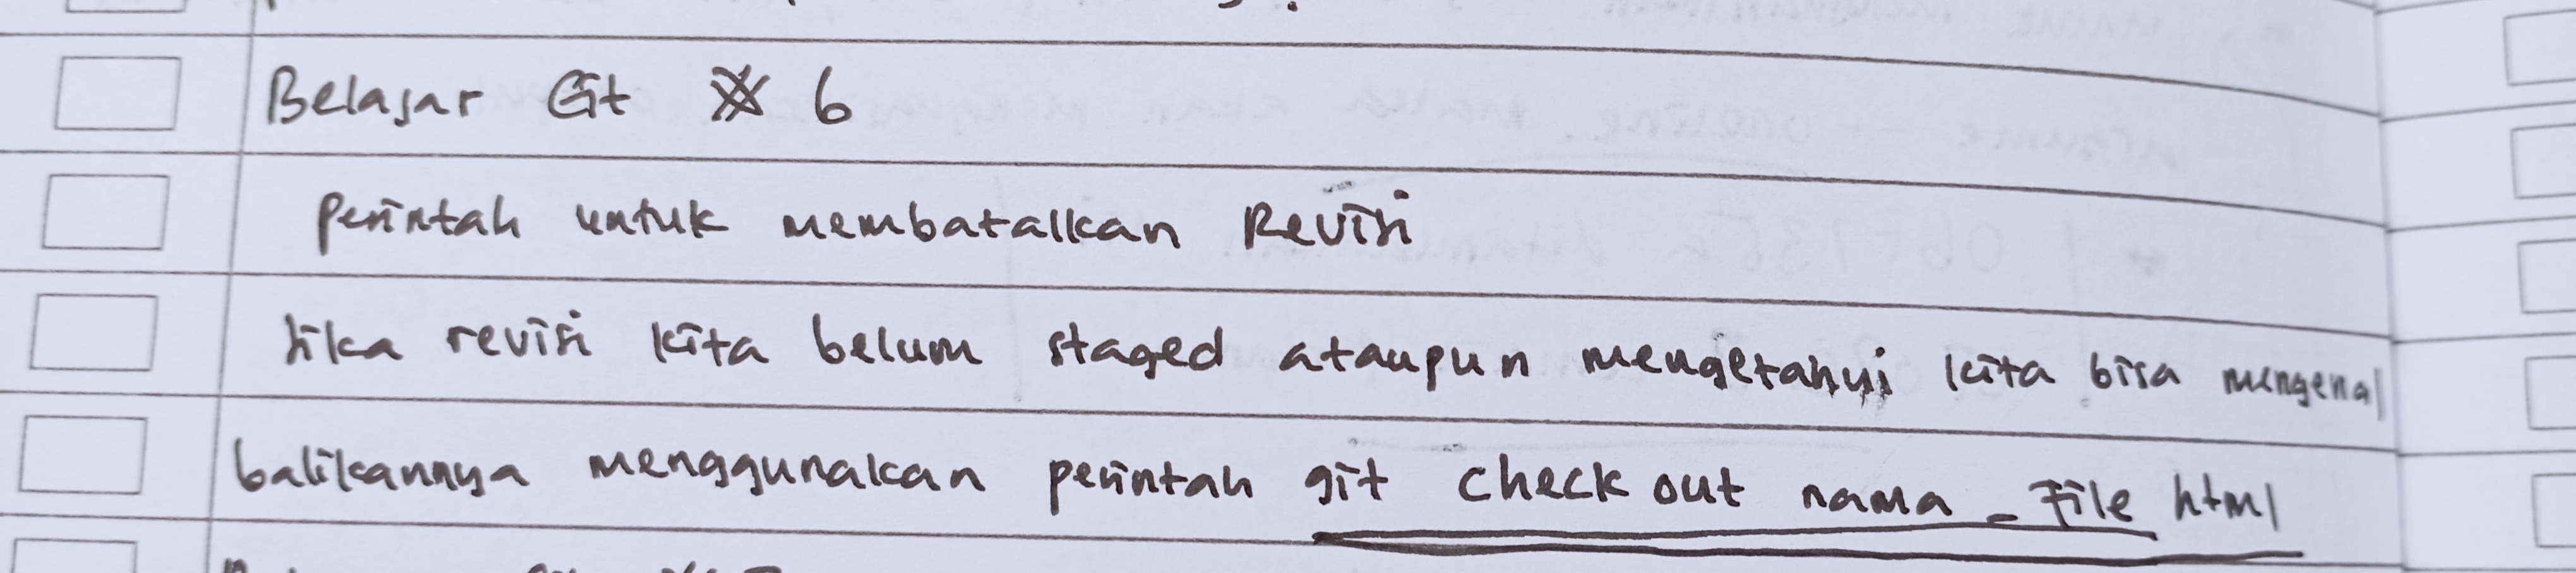 Belajar Git 6
perintah untuk membatalkan Revisi
jika revisi kita belum staged ataupun kita bisa mengenal
balikannya menggunakan perintah git check out nama_file html